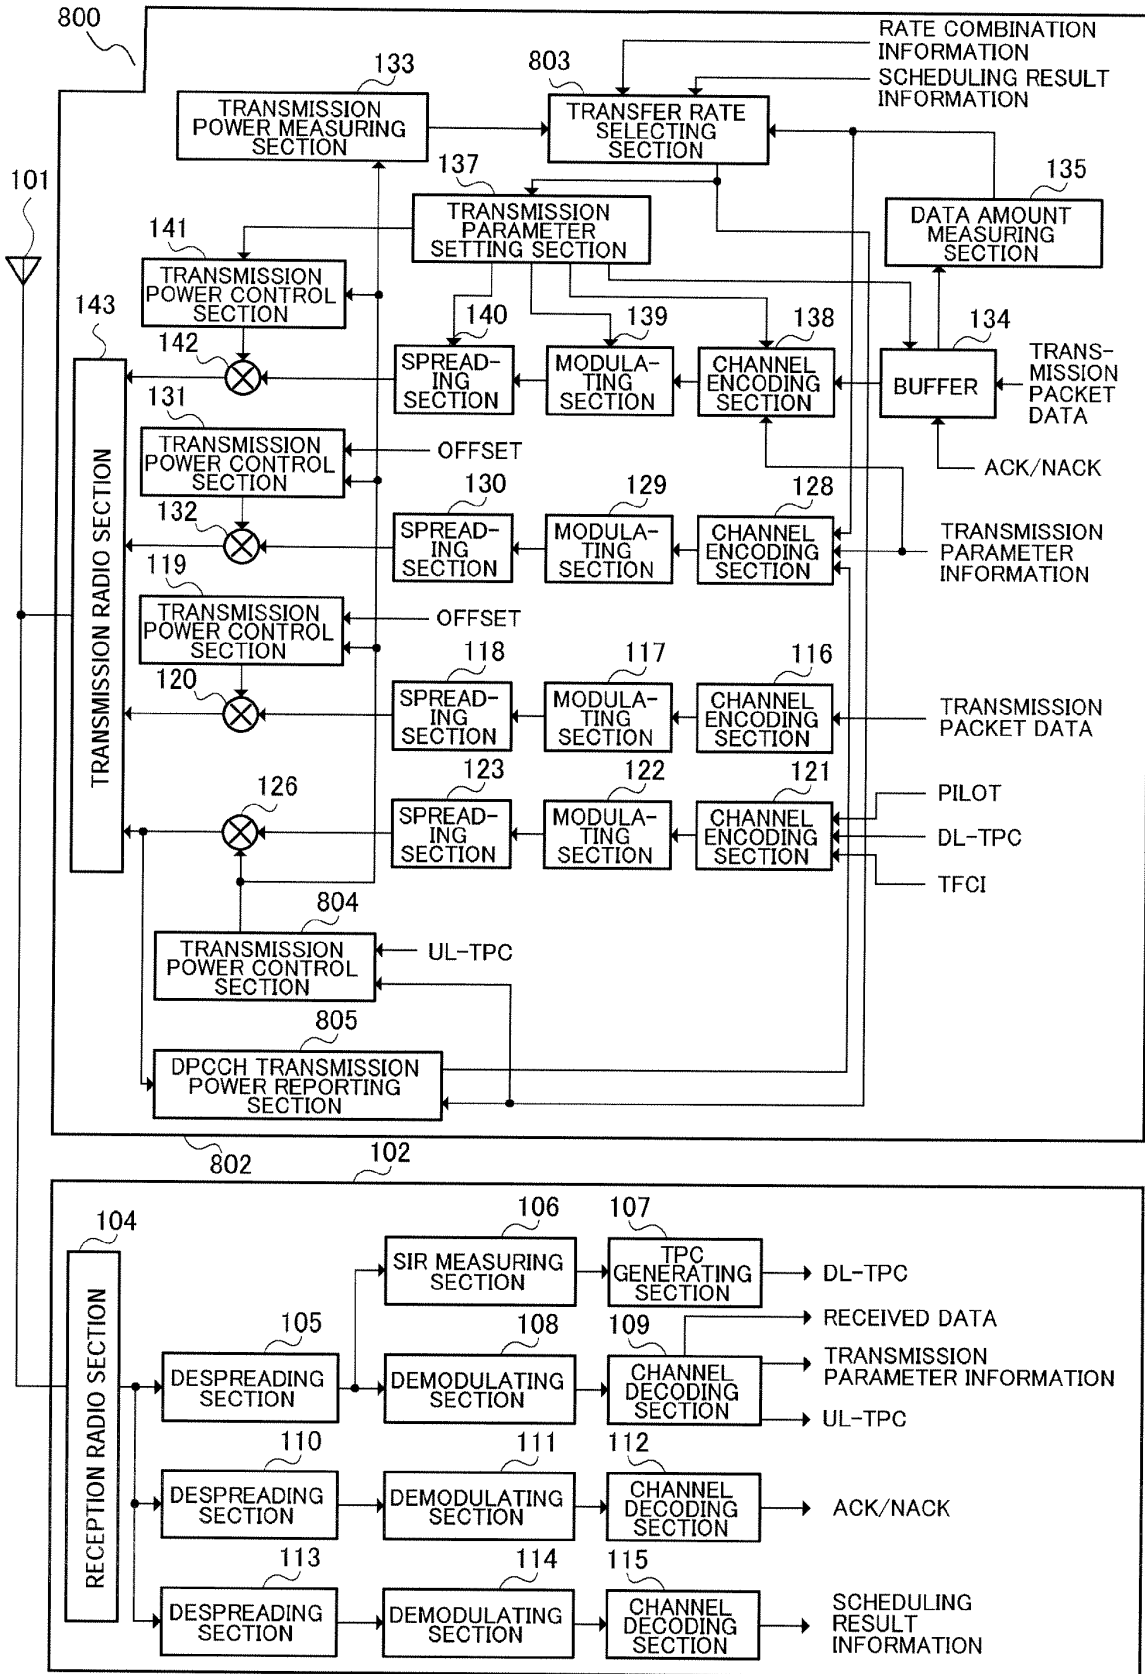 800
RATE COMBINATION
INFORMATION
SCHEDULING RESULT
INFORMATION
133
TRANSMISSION
POWER MEASURING
SECTION
803
TRANSFER RATE
SELECTING
SECTION
101
137
TRANSMISSION
PARAMETER
SETTING SECTION
135
DATA AMOUNT
MEASURING
SECTION
141
TRANSMISSION
POWER CONTROL
SECTION
143
TRANSMISSION RADIO SECTION
142
140
SPREAD-
ING
SECTION
139
MODULA-
TING
SECTION
138
CHANNEL
ENCODING
SECTION
134
BUFFER
TRANS-
MISSION
PACKET
DATA
ACK/NACK
131
TRANSMISSION
POWER CONTROL
SECTION
OFFSET
132
130
SPREAD-
ING
SECTION
129
MODULA-
TING
SECTION
128
CHANNEL
ENCODING
SECTION
TRANSMISSION
PARAMETER
INFORMATION
119
TRANSMISSION
POWER CONTROL
SECTION
OFFSET
120
118
SPREAD-
ING
SECTION
117
MODULA-
TING
SECTION
116
CHANNEL
ENCODING
SECTION
TRANSMISSION
PACKET DATA
126
123
SPREAD-
ING
SECTION
122
MODULA-
TING
SECTION
121
CHANNEL
ENCODING
SECTION
PILOT
DL-TPC
TFCI
804
TRANSMISSION
POWER CONTROL
SECTION
UL-TPC
805
DPCCH TRANSMISSION
POWER REPORTING
SECTION
802
102
104
RECEPTION RADIO SECTION
106
SIR MEASURING
SECTION
107
TPC
GENERATING
SECTION
DL-TPC
105
DESPREADING
SECTION
108
DEMODULATING
SECTION
109
CHANNEL
DECODING
SECTION
RECEIVED DATA
TRANSMISSION
PARAMETER INFORMATION
UL-TPC
110
DESPREADING
SECTION
111
DEMODULATING
SECTION
112
CHANNEL
DECODING
SECTION
ACK/NACK
113
DESPREADING
SECTION
114
DEMODULATING
SECTION
115
CHANNEL
DECODING
SECTION
SCHEDULING
RESULT
INFORMATION